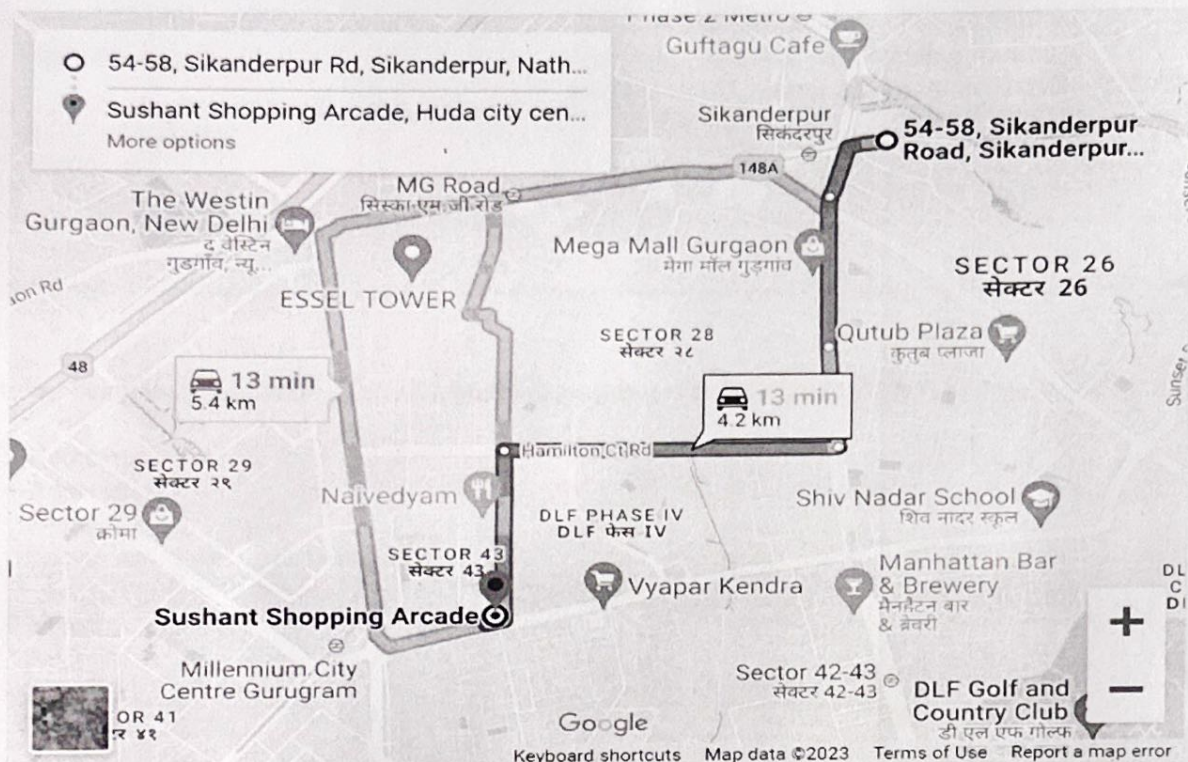 Phase 2 Metro
Guftagu Cafe
54-58, Sikanderpur Rd, Sikanderpur, Nath...
Sushant Shopping Arcade, Huda city cen...
More options
Sikanderpur
सिकंदरपुर
54-58, Sikanderpur
Road, Sikanderpur...
148A
MG Road
सिस्का एम जी रोड
The Westin
Gurgaon, New Delhi
द वेस्टिन
गुडगाँव, न्यू...
Mega Mall Gurgaon
मेगा मॉल गुड़गांव
ESSEL TOWER
SECTOR 26
सेक्टर 26
SECTOR 28
सेक्टर २८
Qutub Plaza
कुतुब प्लाजा
48
13 min
5.4 km
13 min
4.2 km
Hamilton Ct Rd
SECTOR 29
सेक्टर २९
Naivedyam
Sector 29
क्रोमा
Shiv Nadar School
शिव नादर स्कूल
DLF PHASE IV
DLF फेस IV
SECTOR 43
सेक्टर 43
Vyapar Kendra
Manhattan Bar
& Brewery
मैनहैटन बार
& ब्रेवरी
Sushant Shopping Arcade
Millennium City
Centre Gurugram
Sector 42-43
सेक्टर 42-43
DLF Golf and
Country Club
डी एल एफ गोल्फ
OR 41
४१
Google
Keyboard shortcuts Map data ©2023 Terms of Use Report a map error